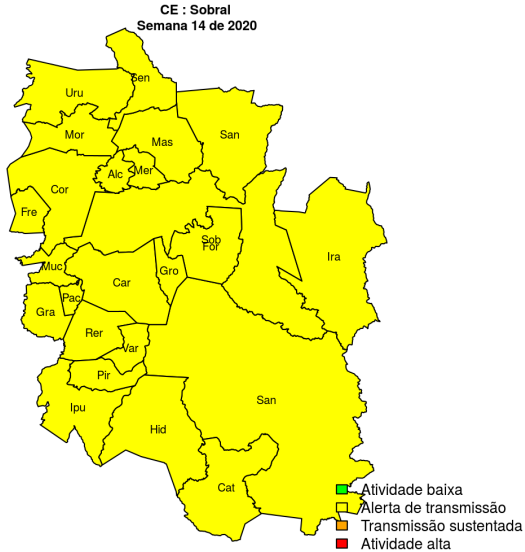 CE : Sobral
Semana 14 de 2020
Sen
Uru
Mor
Mas
San
Alc
Mer
Cor
Fre
Sob
For
Ira
Muc
Gro
Car
Pac
Gra
Rer
Var
Pir
San
Ipu
Hid
Cat
Atividade baixa
Alerta de transmissão
Transmissão sustentada
Atividade alta